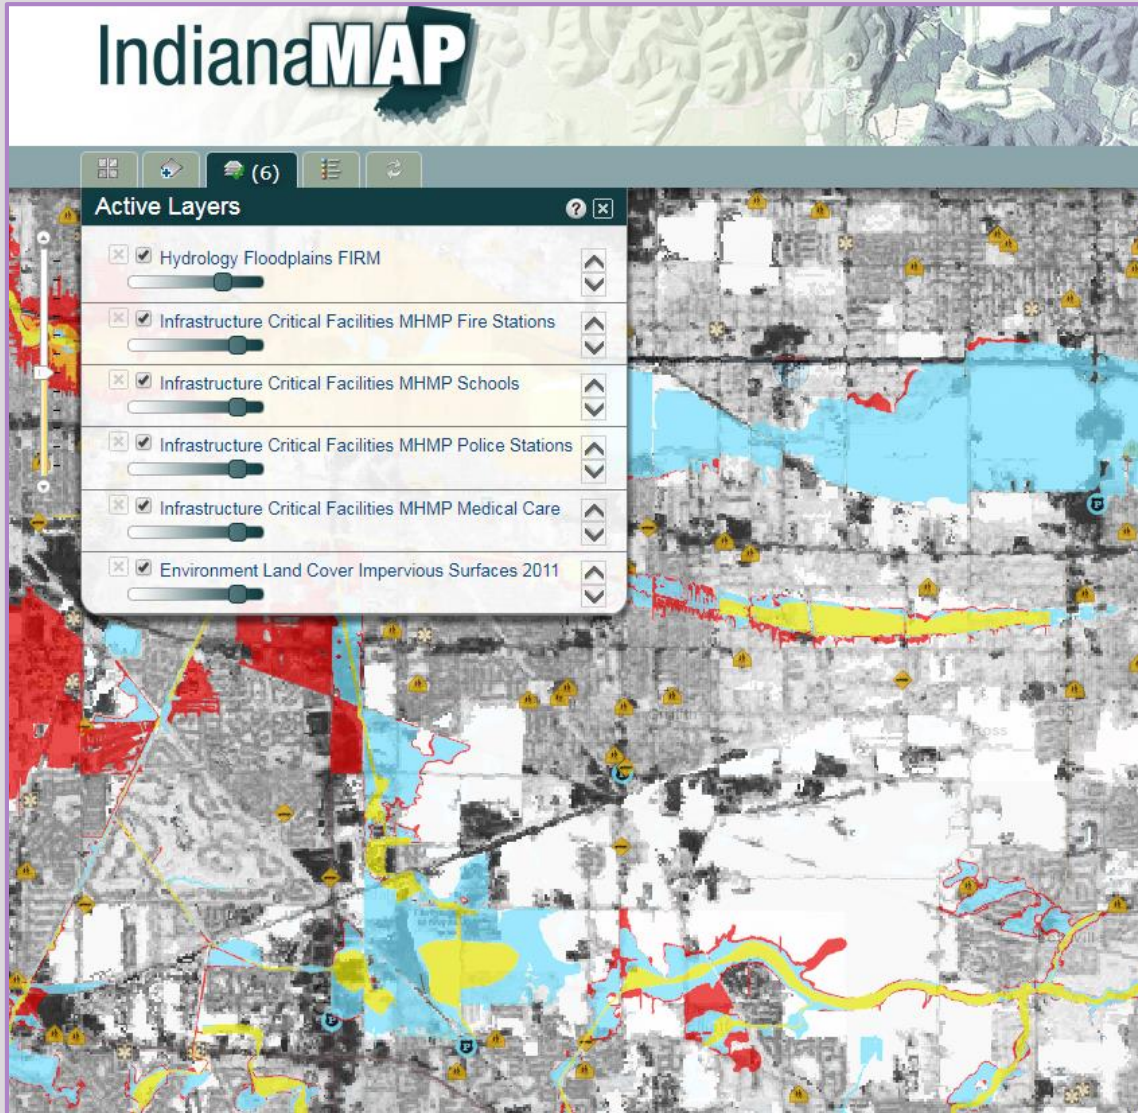 IndianaMAP
(6)
Active Layers
?
Hydrology Floodplains FIRM
Infrastructure Critical Facilities MHMP Fire Stations
Infrastructure Critical Facilities MHMP Schools
Infrastructure Critical Facilities MHMP Police Stations
Infrastructure Critical Facilities MHMP Medical Care
Environment Land Cover Impervious Surfaces 2011
P
Ross
P
P